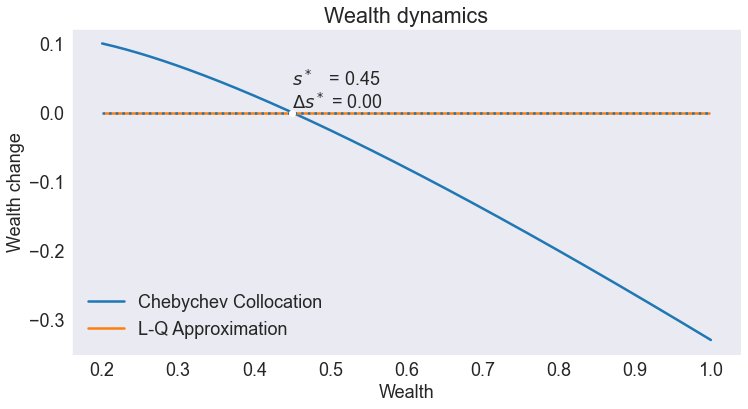 Wealth dynamics
Wealth change
0.1
0.0
−0.1
−0.2
−0.3
s* = 0.45
Δs* = 0.00
Chebychev Collocation
L-Q Approximation
0.2 0.3 0.4 0.5 0.6 0.7 0.8 0.9 1.0
Wealth